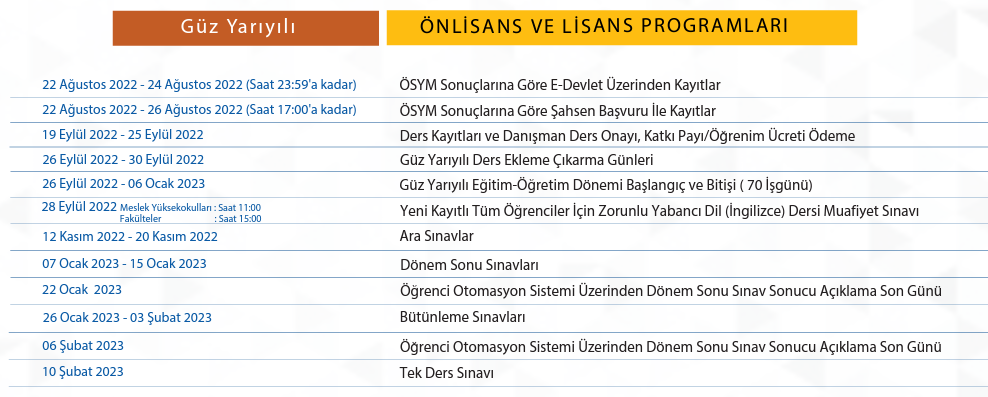 Güz Yarıyılı
ÖNLİSANS VE LİSANS PROGRAMLARI
22 Ağustos 2022 - 24 Ağustos 2022 (Saat 23:59'a kadar) ÖSYM Sonuçlarına Göre E-Devlet Üzerinden Kayıtlar
22 Ağustos 2022 - 26 Ağustos 2022 (Saat 17:00'a kadar) ÖSYM Sonuçlarına Göre Şahsen Başvuru İle Kayıtlar
19 Eylül 2022 - 25 Eylül 2022 Ders Kayıtları ve Danışman Ders Onayı, Katkı Payı/Öğrenim Ücreti Ödeme
26 Eylül 2022 - 30 Eylül 2022 Güz Yarıyılı Ders Ekleme Çıkarma Günleri
26 Eylül 2022 - 06 Ocak 2023 Güz Yarıyılı Eğitim-Öğretim Dönemi Başlangıç ve Bitişi ( 70 İşgünü)
28 Eylül 2022 Meslek Yüksekokulları : Saat 11:00
Fakülteler : Saat 15:00
Yeni Kayıtlı Tüm Öğrenciler İçin Zorunlu Yabancı Dil (İngilizce) Dersi Muafiyet Sınavı
12 Kasım 2022 - 20 Kasım 2022 Ara Sınavlar
07 Ocak 2023 - 15 Ocak 2023 Dönem Sonu Sınavları
22 Ocak 2023 Öğrenci Otomasyon Sistemi Üzerinden Dönem Sonu Sınav Sonucu Açıklama Son Günü
26 Ocak 2023 - 03 Şubat 2023 Bütünleme Sınavları
06 Şubat 2023 Öğrenci Otomasyon Sistemi Üzerinden Dönem Sonu Sınav Sonucu Açıklama Son Günü
10 Şubat 2023 Tek Ders Sınavı